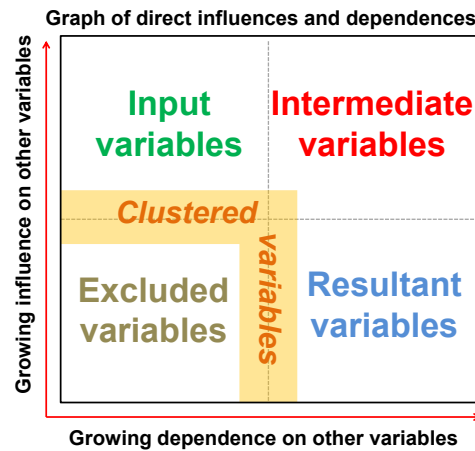 Graph of direct influences and dependences
Growing influence on other variables
Input
variables
Intermediate
variables
Clustered
variables
Excluded
variables
Resultant
variables
Growing dependence on other variables